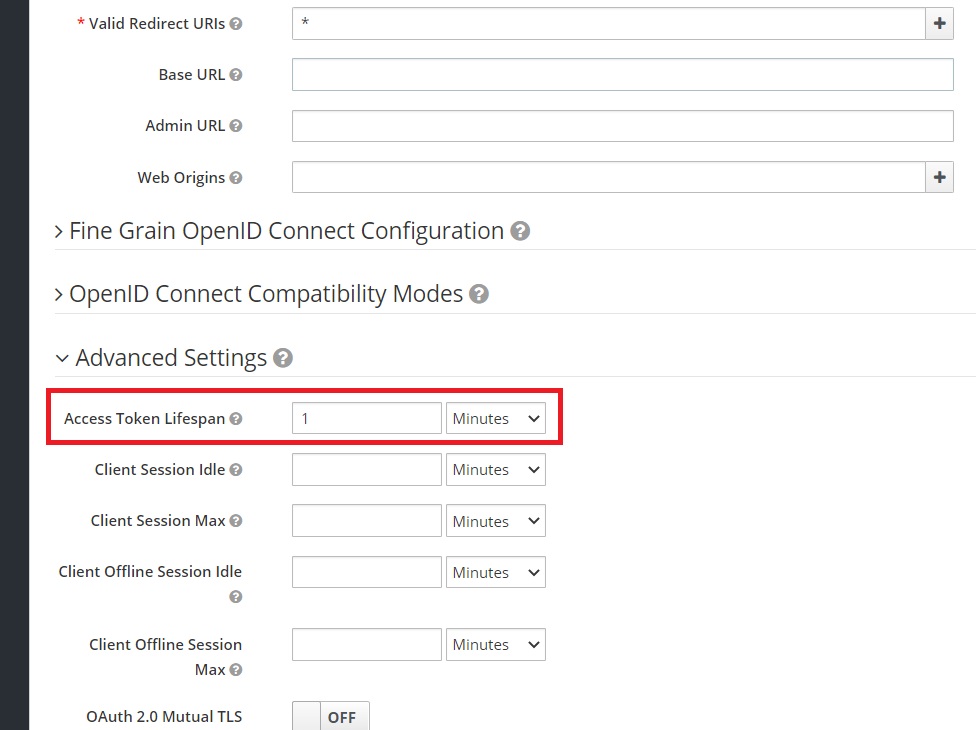 * Valid Redirect URIs ? * +
Base URL ?
Admin URL ?
Web Origins ? +
Fine Grain OpenID Connect Configuration ?
OpenID Connect Compatibility Modes ?
Advanced Settings ?
Access Token Lifespan ? 1 Minutes
Client Session Idle ? Minutes
Client Session Max ? Minutes
Client Offline Session Idle ? Minutes
Client Offline Session Max ? Minutes
OAuth 2.0 Mutual TLS OFF